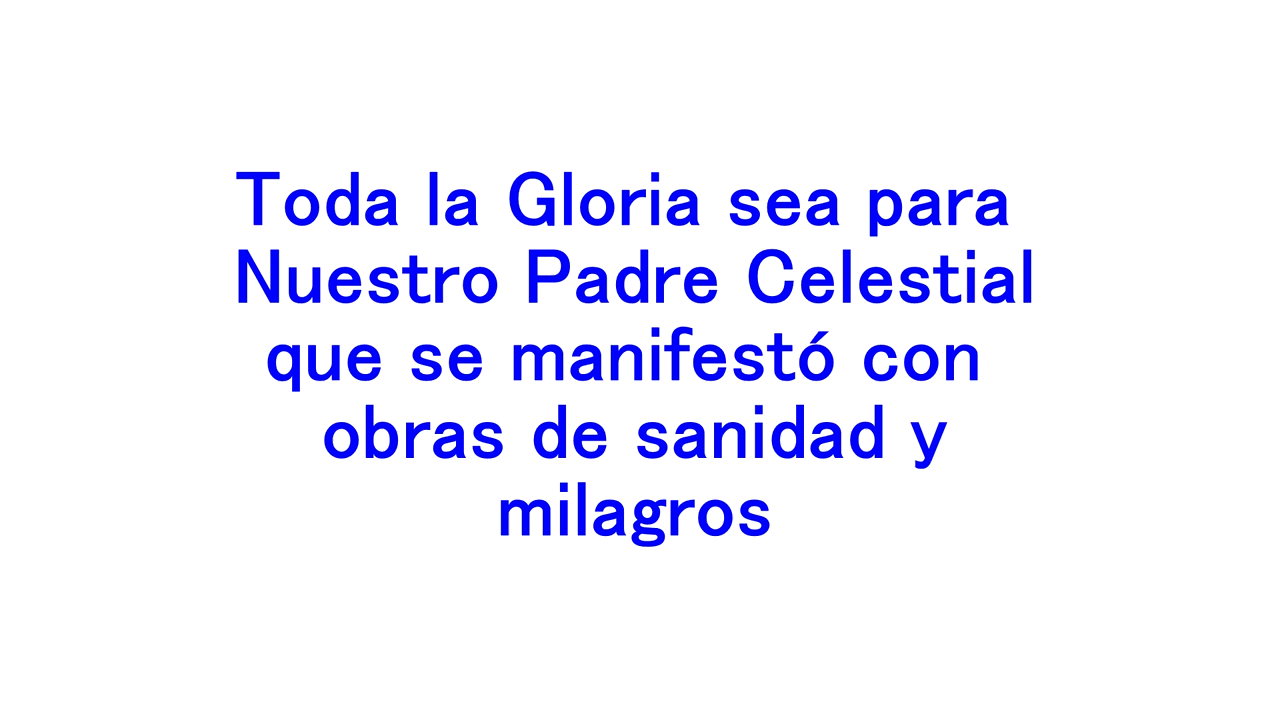 Toda la Gloria sea para
Nuestro Padre Celestial
que se manifestó con
obras de sanidad y
milagros